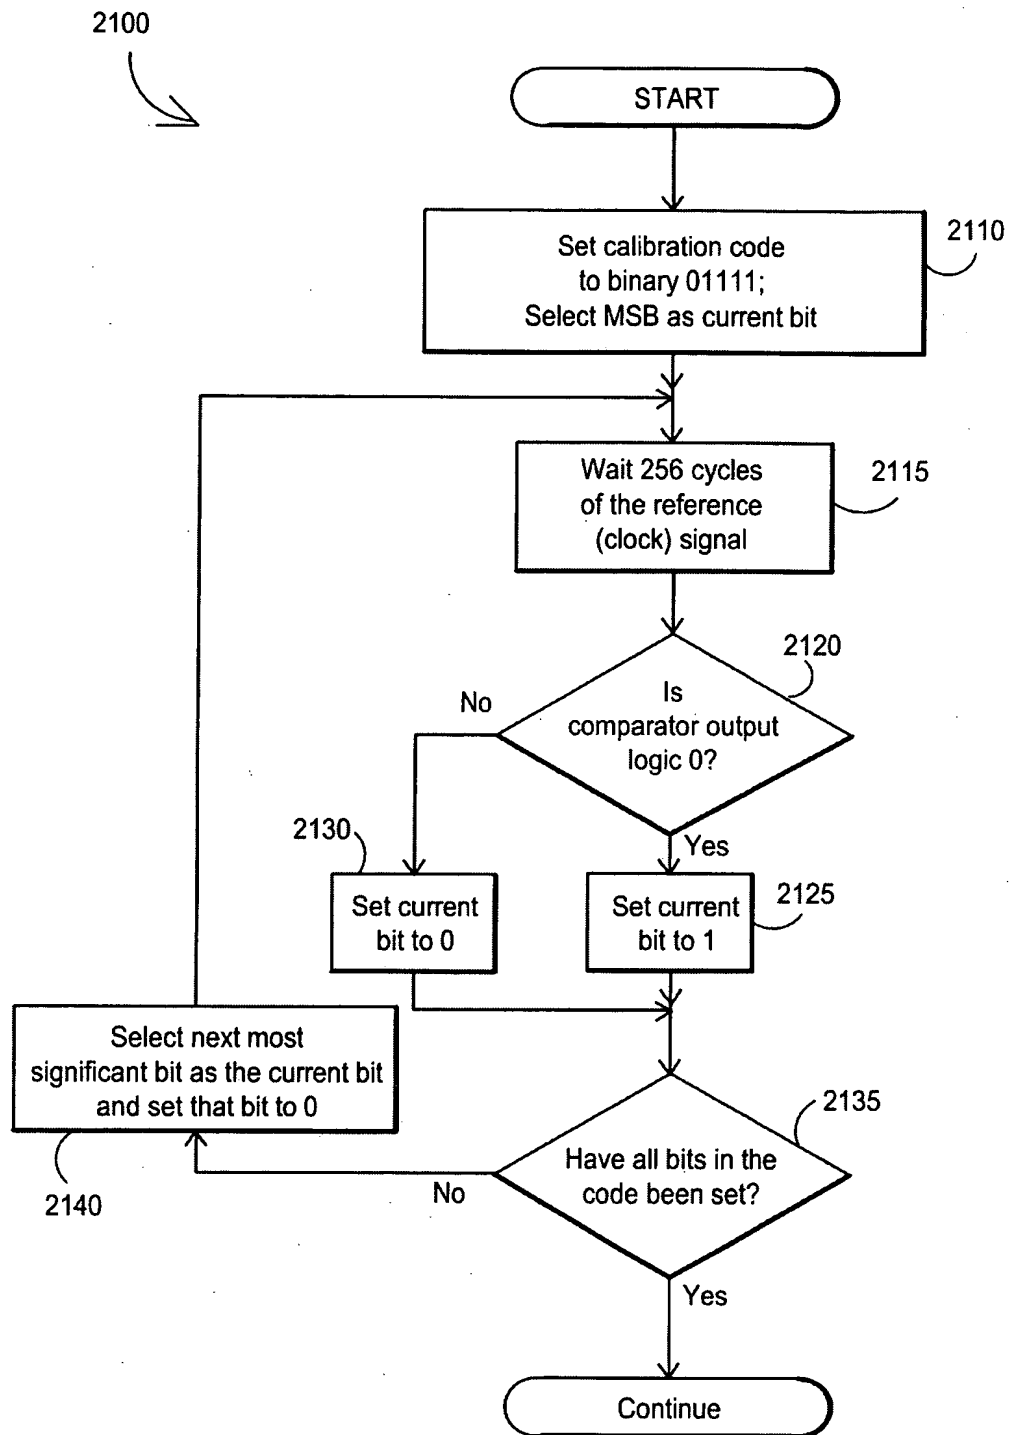 2100
START
Set calibration code
to binary 01111;
Select MSB as current bit
2110
Wait 256 cycles
of the reference
(clock) signal
2115
Is
comparator output
logic 0?
2120
No
Yes
2130
Set current
bit to 0
Set current
bit to 1
2125
Select next most
significant bit as the current bit
and set that bit to 0
2140
Have all bits in the
code been set?
2135
No
Yes
Continue